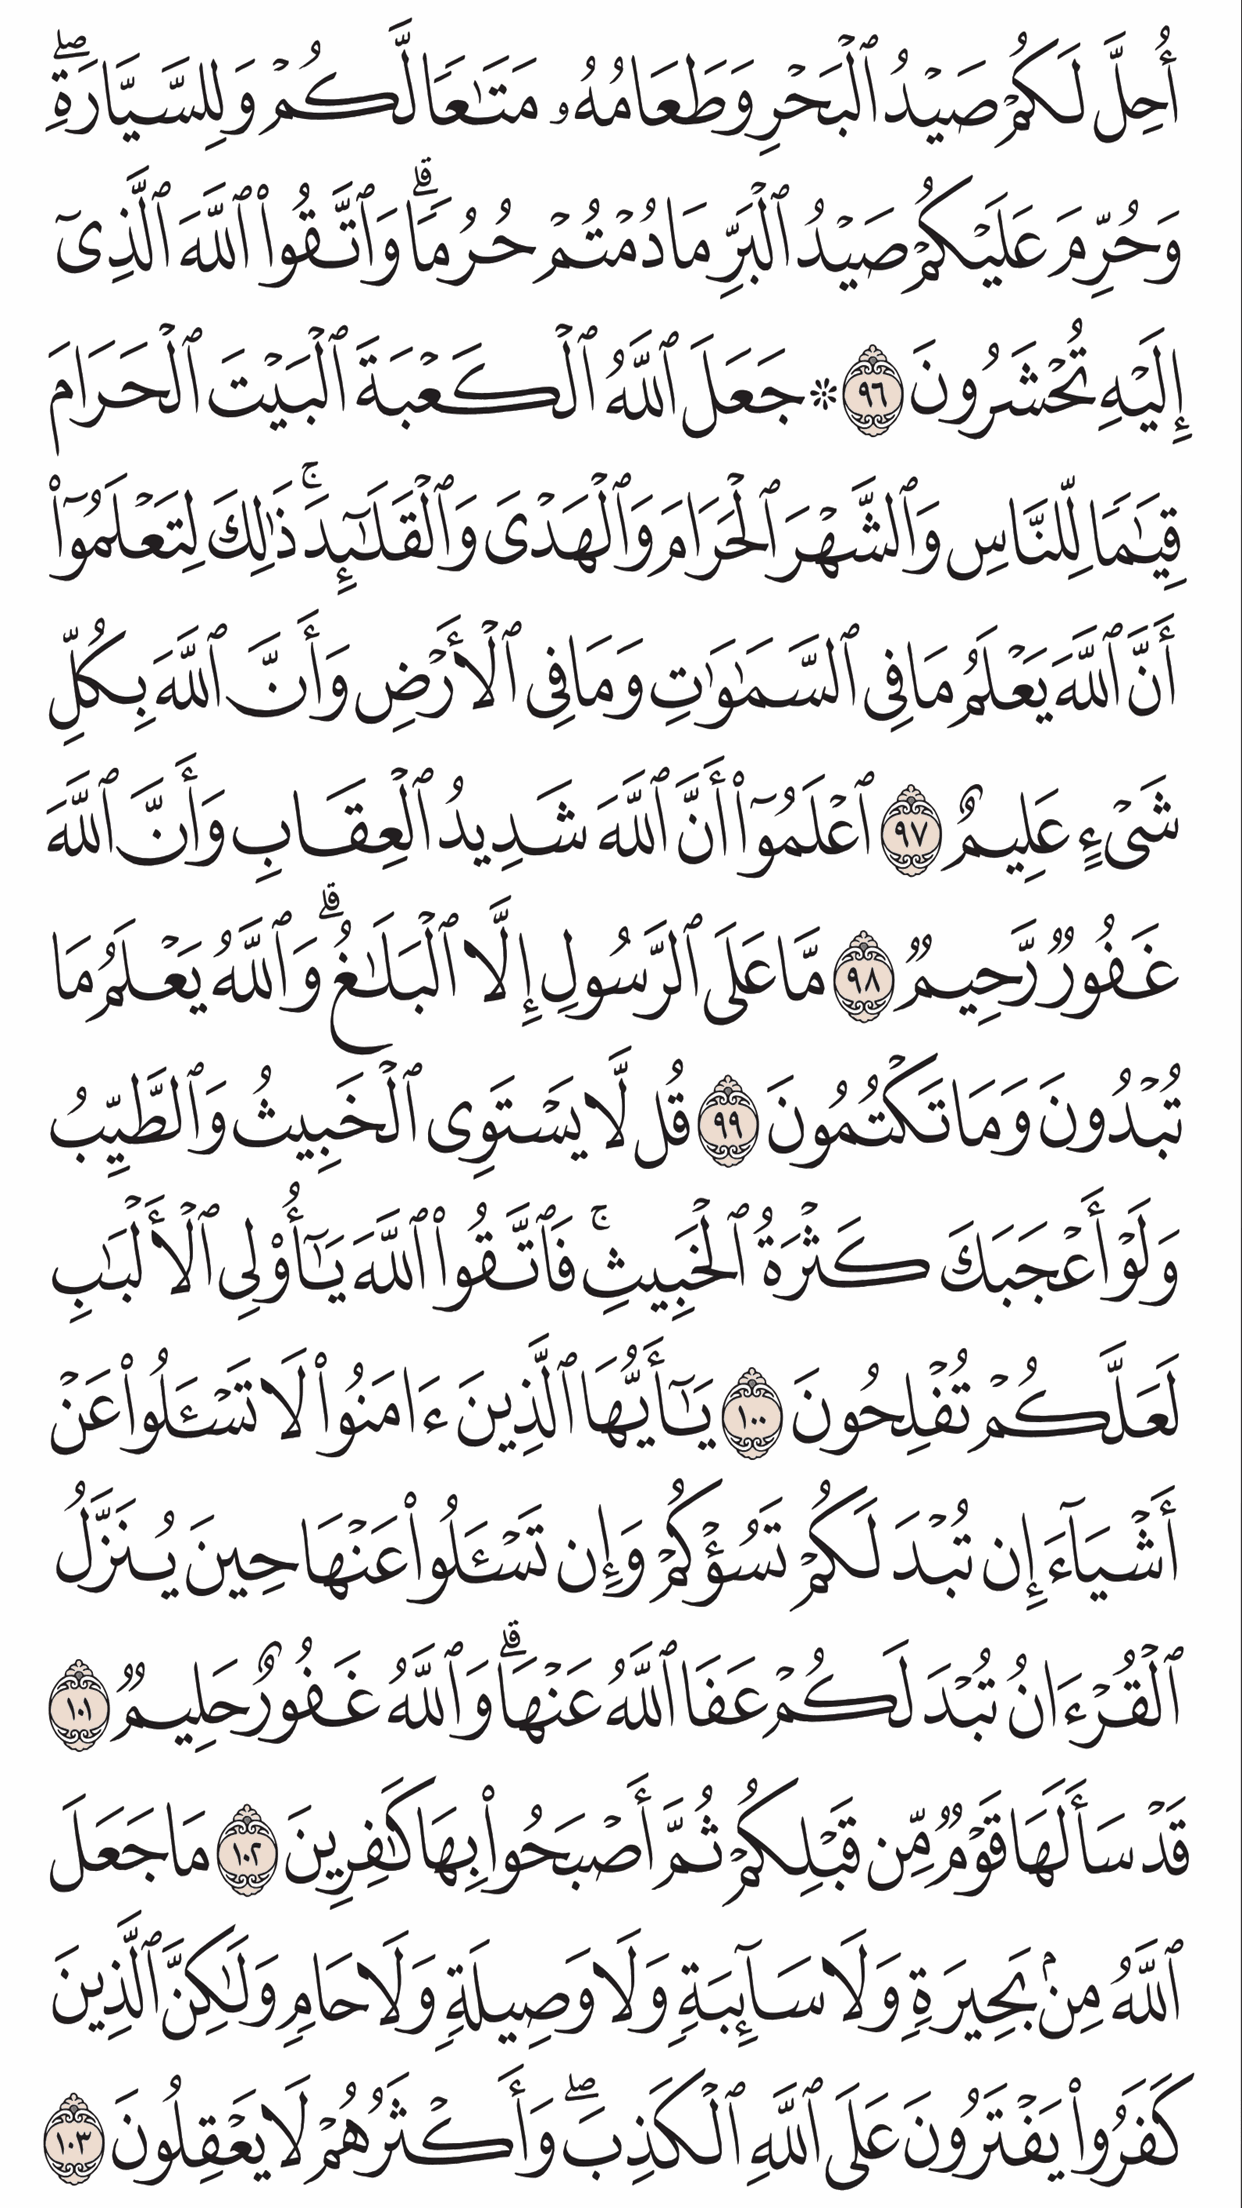 أُحِلَّ لَكُمْ صَيْدُ ٱلْبَحْرِ وَطَعَامُهُۥ مَتَـٰعًا لَّكُمْ وَلِلسَّيَّارَةِ ۖ
وَحُرِّمَ عَلَيْكُمْ صَيْدُ ٱلْبَرِّ مَا دُمْتُمْ حُرُمًا ۗ وَٱتَّقُوا۟ ٱللَّهَ ٱلَّذِىٓ
إِلَيْهِ تُحْشَرُونَ ٩٦ ۞ جَعَلَ ٱللَّهُ ٱلْكَعْبَةَ ٱلْبَيْتَ ٱلْحَرَامَ
قِيَـٰمًا لِّلنَّاسِ وَٱلشَّهْرَ ٱلْحَرَامَ وَٱلْهَدْىَ وَٱلْقَلَـٰٓئِدَ ۚ ذَٰلِكَ لِتَعْلَمُوٓا۟
أَنَّ ٱللَّهَ يَعْلَمُ مَا فِى ٱلسَّمَـٰوَٰتِ وَمَا فِى ٱلْأَرْضِ وَأَنَّ ٱللَّهَ بِكُلِّ
شَىْءٍ عَلِيمٌ ٩٧ ٱعْلَمُوٓا۟ أَنَّ ٱللَّهَ شَدِيدُ ٱلْعِقَابِ وَأَنَّ ٱللَّهَ
غَفُورٌ رَّحِيمٌ ٩٨ مَّا عَلَى ٱلرَّسُولِ إِلَّا ٱلْبَلَـٰغُ ۗ وَٱللَّهُ يَعْلَمُ مَا
تُبْدُونَ وَمَا تَكْتُمُونَ ٩٩ قُل لَّا يَسْتَوِى ٱلْخَبِيثُ وَٱلطَّيِّبُ
وَلَوْ أَعْجَبَكَ كَثْرَةُ ٱلْخَبِيثِ ۚ فَٱتَّقُوا۟ ٱللَّهَ يَـٰٓأُو۟لِى ٱلْأَلْبَـٰبِ
لَعَلَّكُمْ تُفْلِحُونَ ١٠٠ يَـٰٓأَيُّهَا ٱلَّذِينَ ءَامَنُوا۟ لَا تَسْـَٔلُوا۟ عَنْ
أَشْيَآءَ إِن تُبْدَ لَكُمْ تَسُؤْكُمْ وَإِن تَسْـَٔلُوا۟ عَنْهَا حِينَ يُنَزَّلُ
ٱلْقُرْءَانُ تُبْدَ لَكُمْ عَفَا ٱللَّهُ عَنْهَا ۗ وَٱللَّهُ غَفُورٌ حَلِيمٌ ١٠١
قَدْ سَأَلَهَا قَوْمٌ مِّن قَبْلِكُمْ ثُمَّ أَصْبَحُوا۟ بِهَا كَـٰفِرِينَ ١٠٢ مَا جَعَلَ
ٱللَّهُ مِنۢ بَحِيرَةٍ وَلَا سَآئِبَةٍ وَلَا وَصِيلَةٍ وَلَا حَامٍ وَلَـٰكِنَّ ٱلَّذِينَ
كَفَرُوا۟ يَفْتَرُونَ عَلَى ٱللَّهِ ٱلْكَذِبَ ۖ وَأَكْثَرُهُمْ لَا يَعْقِلُونَ ١٠٣